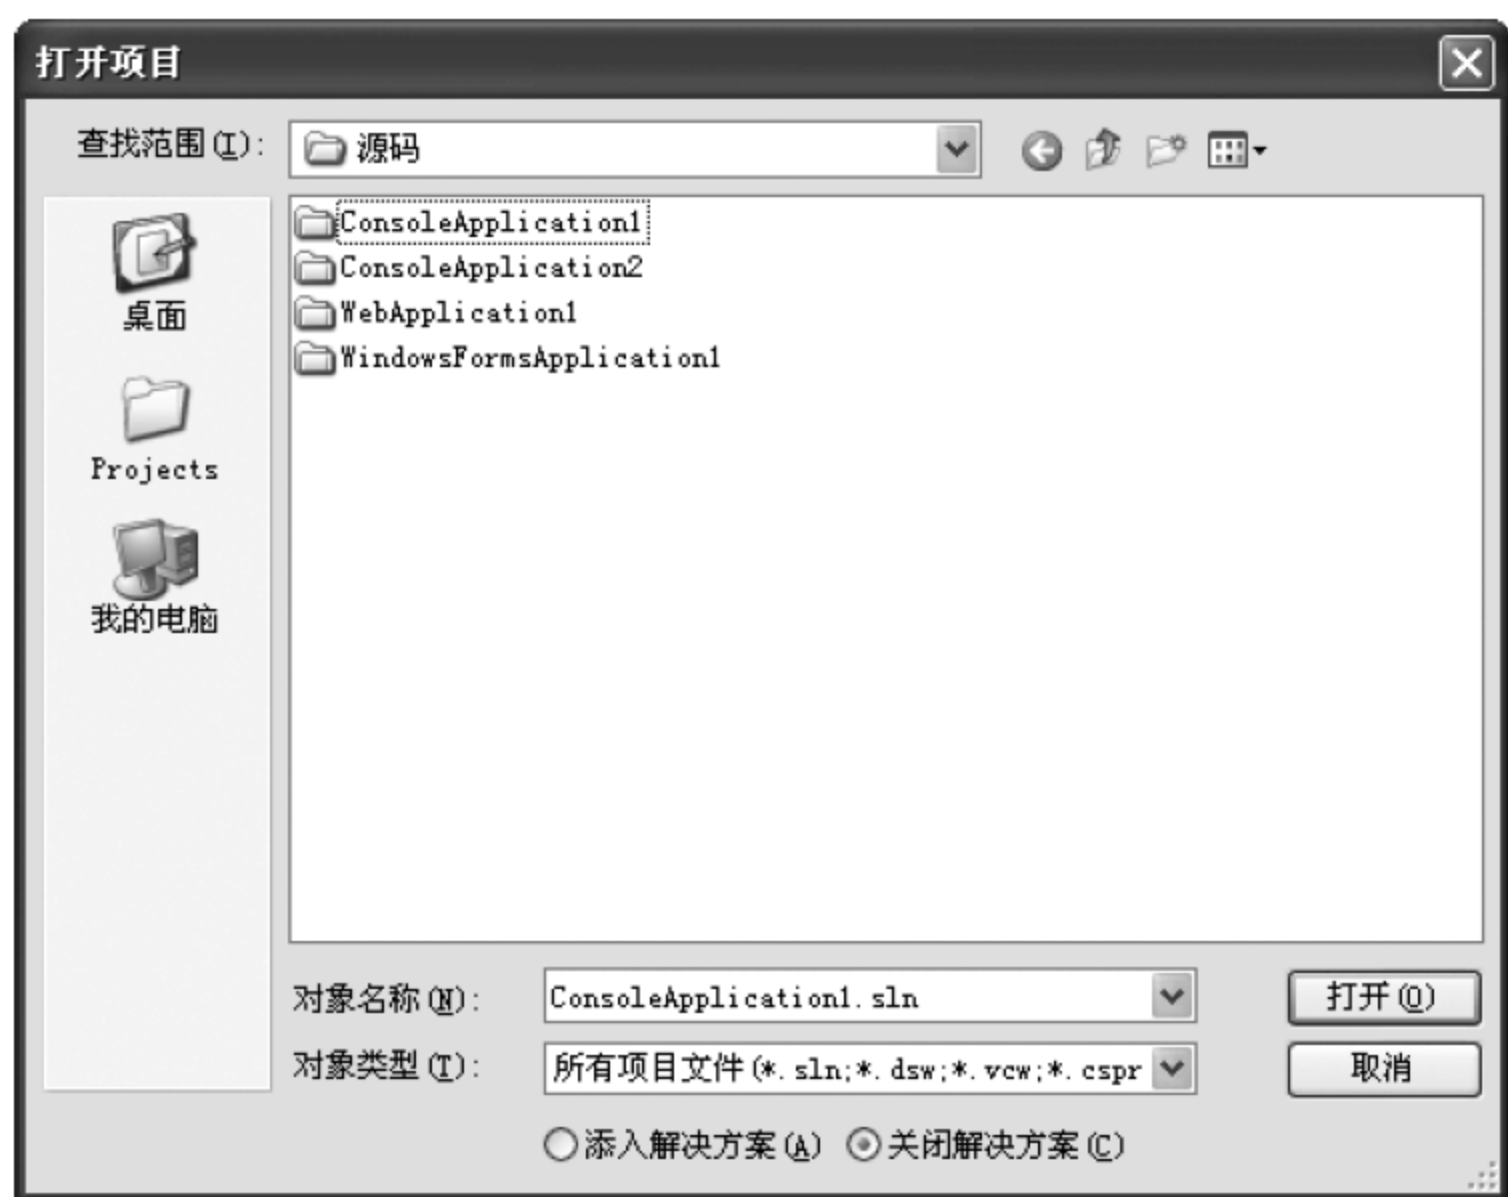 打开项目
查找范围(I): 源码
ConsoleApplication1
ConsoleApplication2
WebApplication1
WindowsFormsApplication1
桌面
Projects
我的电脑
对象名称(N): ConsoleApplication1.sln 打开(O)
对象类型(T): 所有项目文件(*.sln;*.dsw;*.vcw;*.cspr 取消
添入解决方案(A) 关闭解决方案(C)